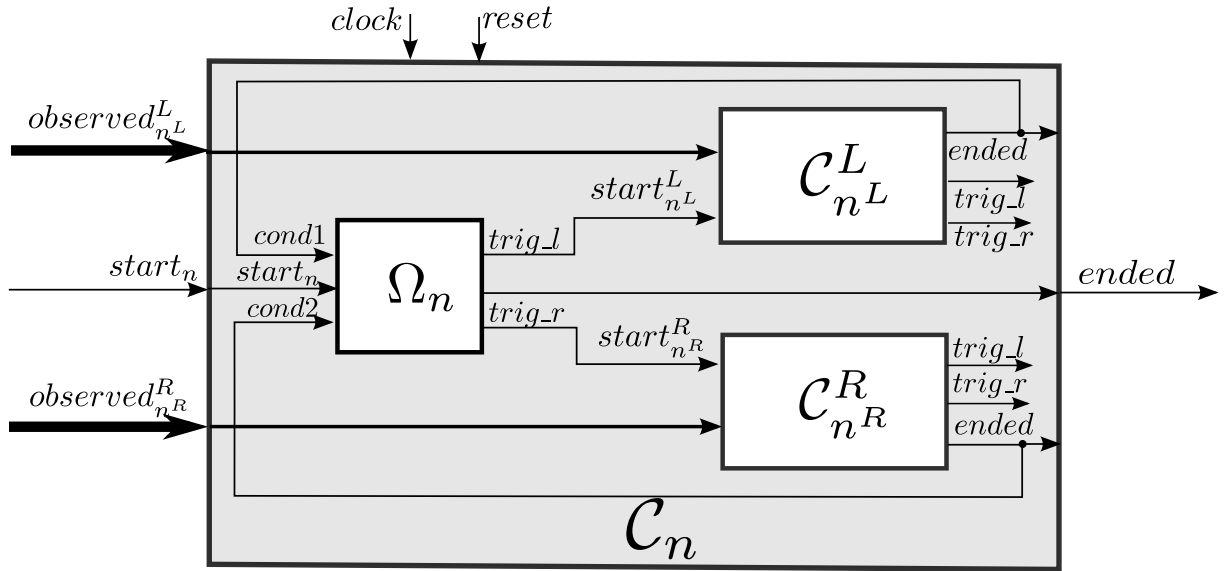 clock
reset
observed^L_{n^L}
ended
C^L_{n^L}
start^L_{n^L}
trig_l
trig_r
cond1
trig_l
start_n
start_n
Ω_n
ended
cond2
trig_r
start^R_{n^R}
trig_l
trig_r
observed^R_{n^R}
C^R_{n^R}
ended
C_n